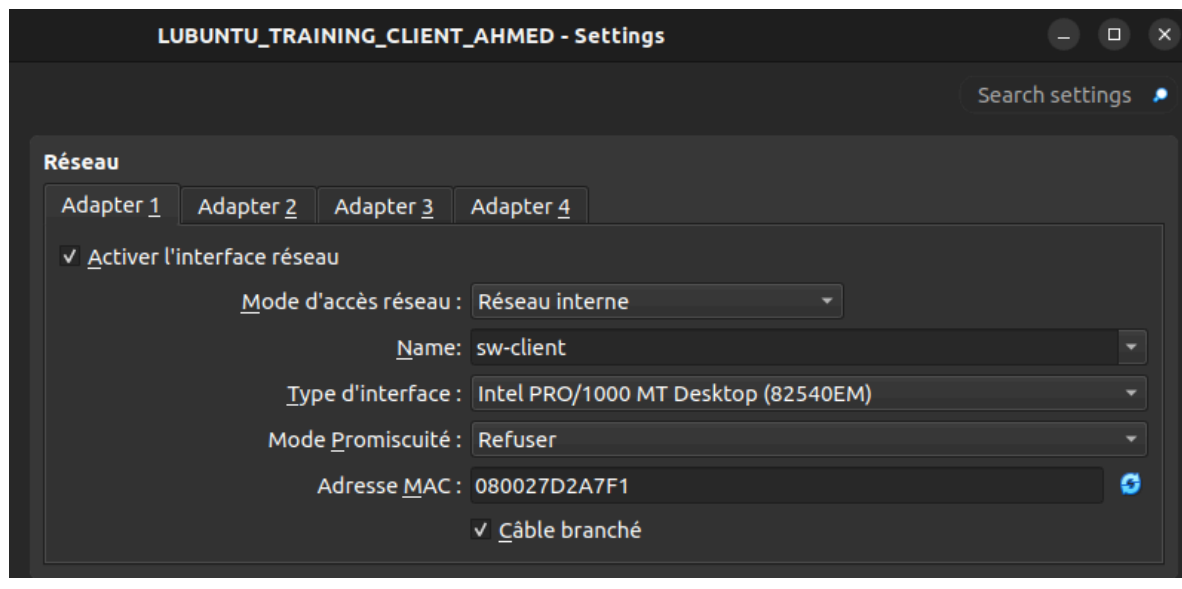 LUBUNTU_TRAINING_CLIENT_AHMED - Settings
Search settings
Réseau
Adapter 1 Adapter 2 Adapter 3 Adapter 4
Activer l'interface réseau
Mode d'accès réseau : Réseau interne
Name: sw-client
Type d'interface : Intel PRO/1000 MT Desktop (82540EM)
Mode Promiscuité : Refuser
Adresse MAC : 080027D2A7F1
Câble branché